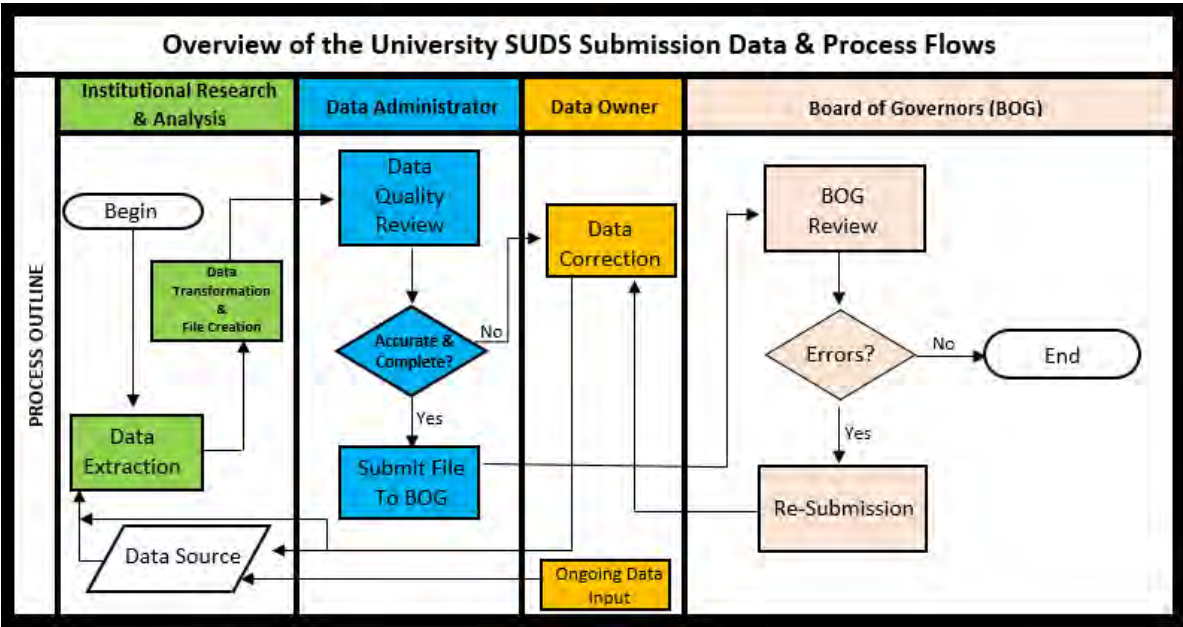 Overview of the University SUDS Submission Data & Process Flows
Institutional Research
& Analysis
Data Administrator
Data Owner
Board of Governors (BOG)
PROCESS OUTLINE
Begin
Data
Transformation
&
File Creation
Data
Extraction
Data Source
Data
Quality
Review
Accurate &
Complete?
No
Yes
Submit File
To BOG
Data
Correction
Ongoing Data
Input
BOG
Review
Errors?
No
End
Yes
Re-Submission